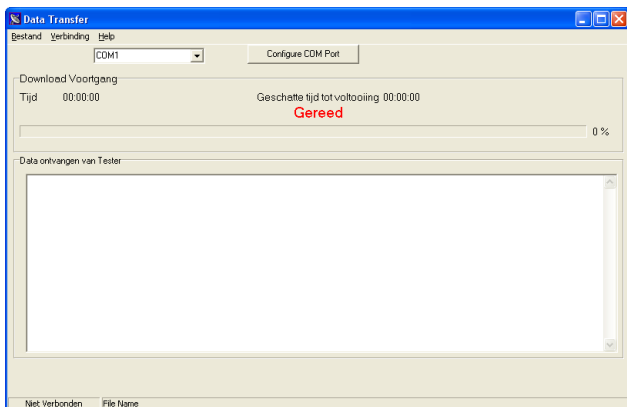 Data Transfer
Bestand Verbinding Help
COM1 Configure COM Port
Download Voortgang
Tijd 00:00:00 Geschatte tijd tot voltooiing 00:00:00
Gereed
0 %
Data ontvangen van Tester
Niet Verbonden File Name